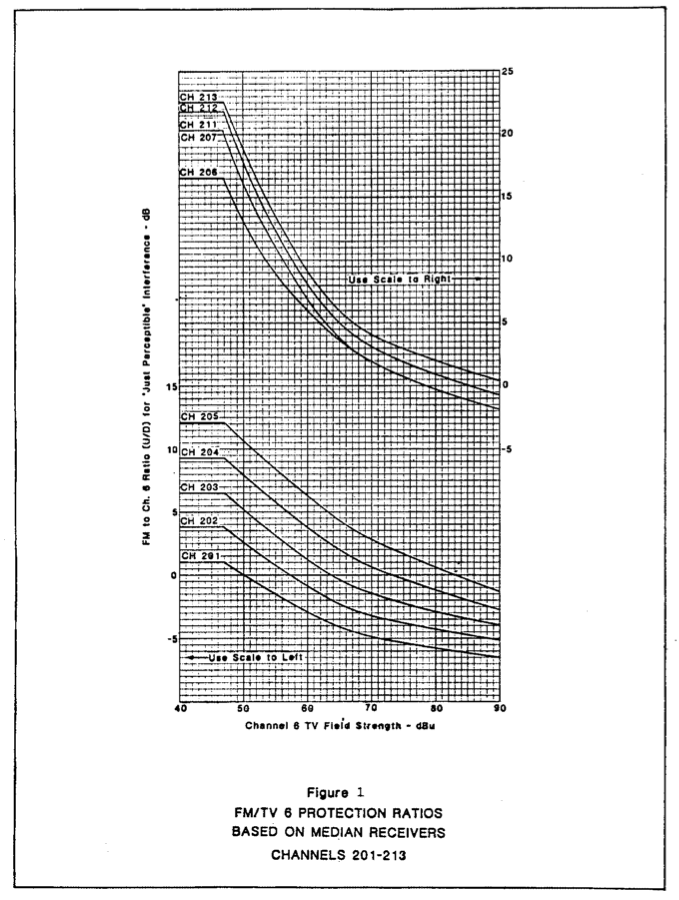 25
CH 213
CH 212
20
CH 211
CH 207
CH 206
15
10
Use Scale to Right
5
0
15
CH 205
10
CH 204
-5
CH 203
5
CH 202
CH 201
0
-5
Use Scale to Left
40 50 60 70 80 90
FM to Ch. 6 Ratio (U/D) for "Just Perceptible" Interference - dB
Channel 6 TV Field Strength - dBu
Figure 1
FM/TV 6 PROTECTION RATIOS
BASED ON MEDIAN RECEIVERS
CHANNELS 201-213